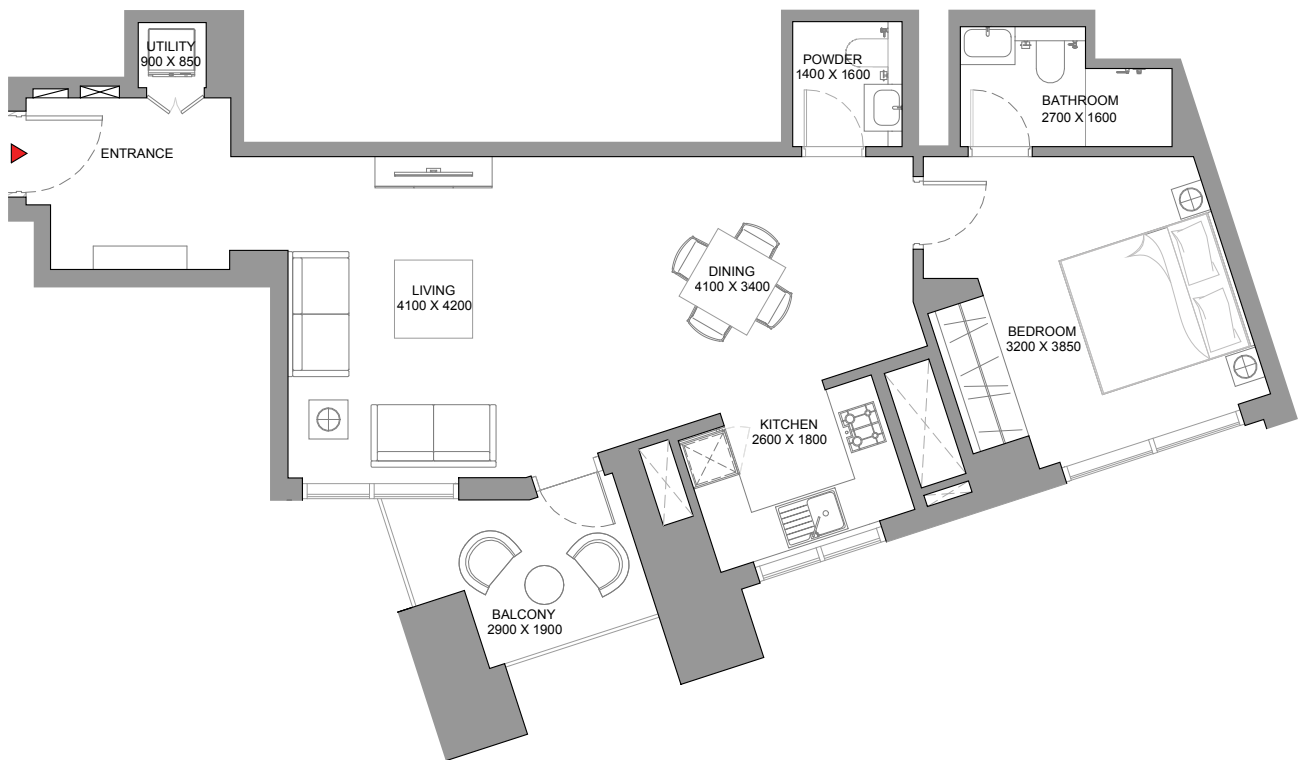 UTILITY
900 X 850
POWDER
1400 X 1600
BATHROOM
2700 X 1600
ENTRANCE
LIVING
4100 X 4200
DINING
4100 X 3400
BEDROOM
3200 X 3850
KITCHEN
2600 X 1800
BALCONY
2900 X 1900